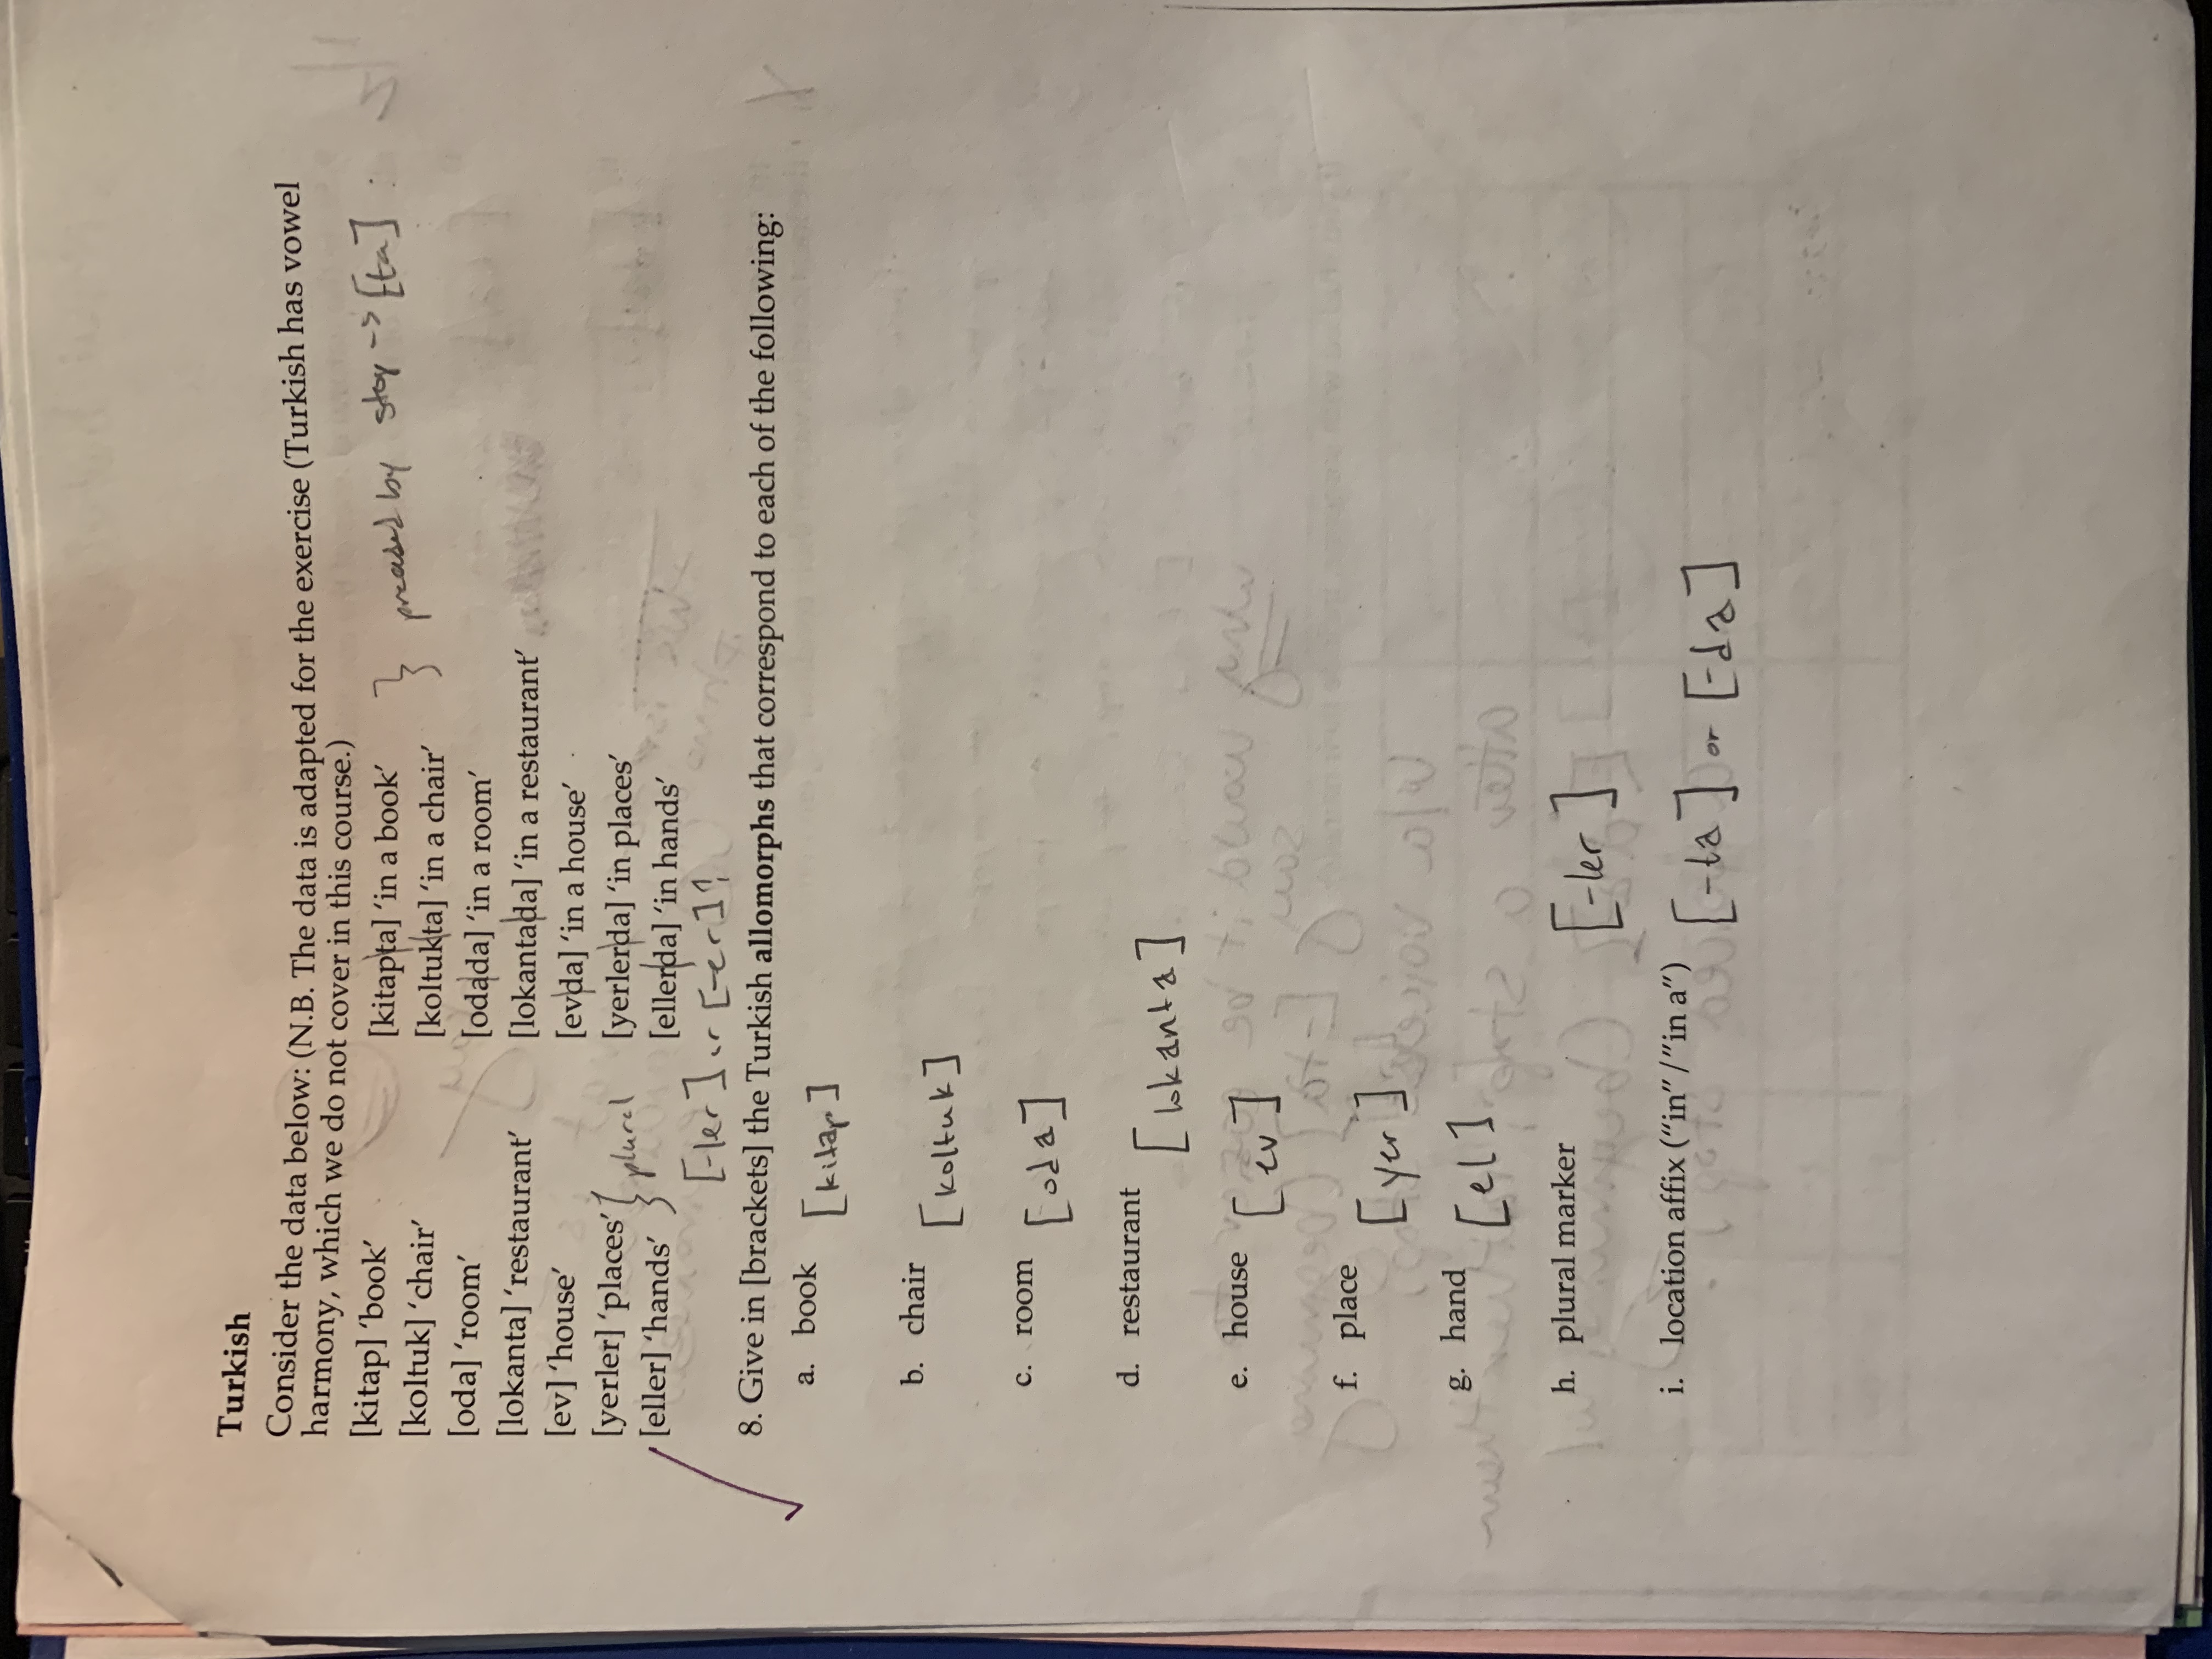 Turkish
Consider the data below: (N.B. The data is adapted for the exercise (Turkish has vowel
harmony, which we do not cover in this course.)
[kitap] ‘book’ [kitapta] ‘in a book’ } preceased by stop -> [ta] :
[koltuk] ‘chair’ [koltukta] ‘in a chair’
[oda] ‘room’ [odada] ‘in a room’
[lokanta] ‘restaurant’ [lokantada] ‘in a restaurant’
[ev] ‘house’ [evda] ‘in a house’
[yerler] ‘places’ } plural [yerlerda] ‘in places’
[eller] ‘hands’ [ellerda] ‘in hands’
[-ler] or [-er]?
8. Give in [brackets] the Turkish allomorphs that correspond to each of the following:
a. book [kitap]
b. chair [koltuk]
c. room [oda]
d. restaurant [lokanta]
e. house [ev]
f. place [yer]
g. hand [el]
h. plural marker [-ler]
i. location affix (“in”/”in a”) [-ta] or [-da]